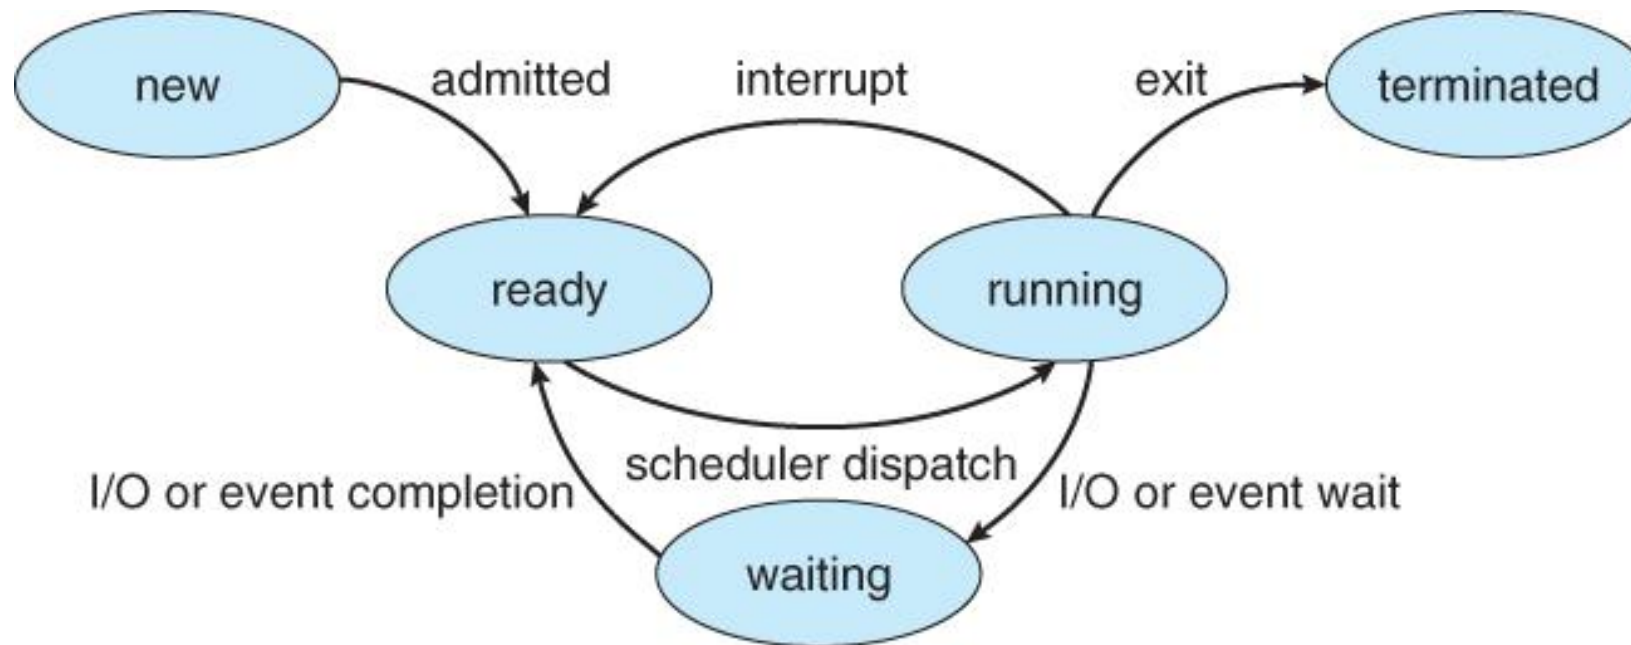 new
admitted
interrupt
exit
terminated
ready
running
scheduler dispatch
I/O or event completion
I/O or event wait
waiting